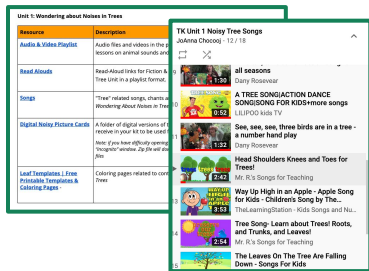 Unit 1: Wondering about Noises in Trees
Resource
Description
Audio & Video Playlist
Audio files and videos in the p
lessons on animal sounds and
Read Alouds
Read-Aloud links for Fiction &
Tree Unit in a playlist format,
Songs
"Tree" related songs, chants a
Wondering About Noises in Tree
Digital Noisy Picture Cards
A folder of digital versions of t
receive in your kit to be used f
Note: if you have difficulty opening
"incognito" window. Zip file will do
files
Leaf Templates | Free
Printable Templates &
Coloring Pages -
Coloring pages related to con
Trees
TK Unit 1 Noisy Tree Songs
JoAnna Chocooj · 12 / 18
all seasons
Dany Rosevear
1:30
A TREE SONG|ACTION DANCE
SONG|SONG FOR KIDS+more songs
LILIPOO kids TV
0:52
See, see, see, three birds are in a tree -
a number hand play
Dany Rosevear
1:32
Head Shoulders Knees and Toes for
Trees!
Mr. R.'s Songs for Teaching
2:42
Way Up High in an Apple - Apple Song
for Kids - Children's Song by The...
TheLearningStation - Kids Songs and Nu...
3:53
Tree Song- Learn about Trees! Roots,
and Trunks, and Leaves!
Mr. R.'s Songs for Teaching
2:54
The Leaves On The Tree Are Falling
Down - Songs For Kids